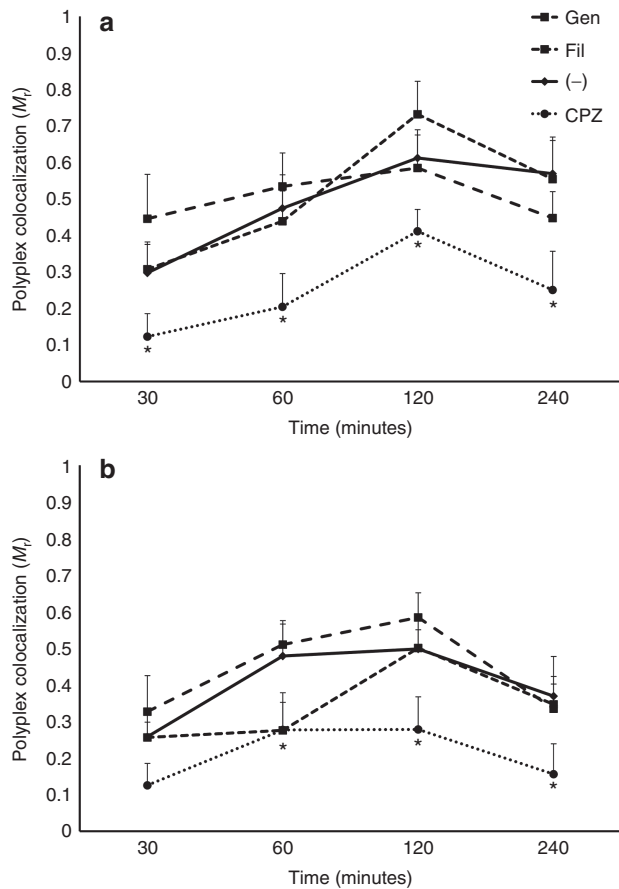 a
Gen
Fil
(–)
CPZ
Polyplex colocalization (Mr)
1
0.9
0.8
0.7
0.6
0.5
0.4
0.3
0.2
0.1
0
*
*
*
*
30 60 120 240
Time (minutes)
b
Polyplex colocalization (Mr)
1
0.9
0.8
0.7
0.6
0.5
0.4
0.3
0.2
0.1
0
*
*
*
30 60 120 240
Time (minutes)